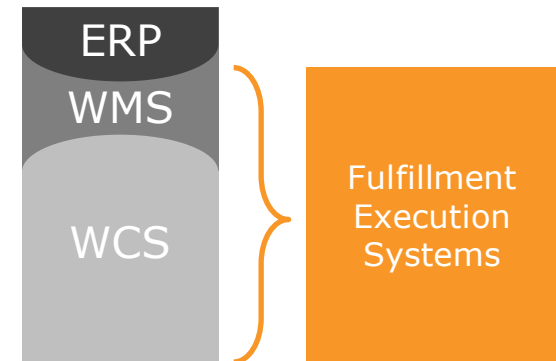 ERP
WMS
WCS
Fulfillment
Execution
Systems